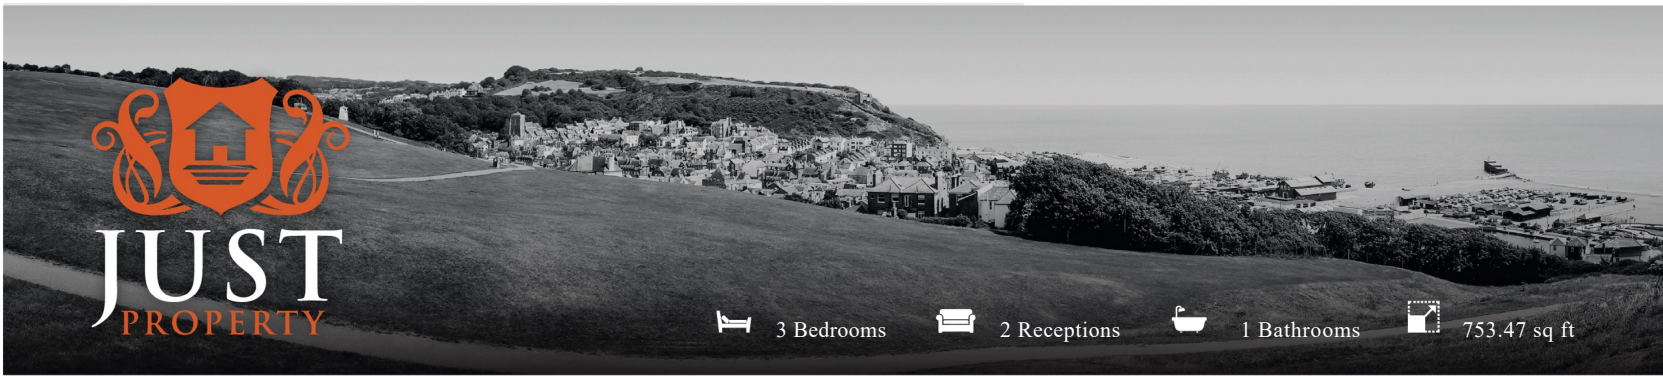 JUST
PROPERTY
3 Bedrooms
2 Receptions
1 Bathrooms
753.47 sq ft